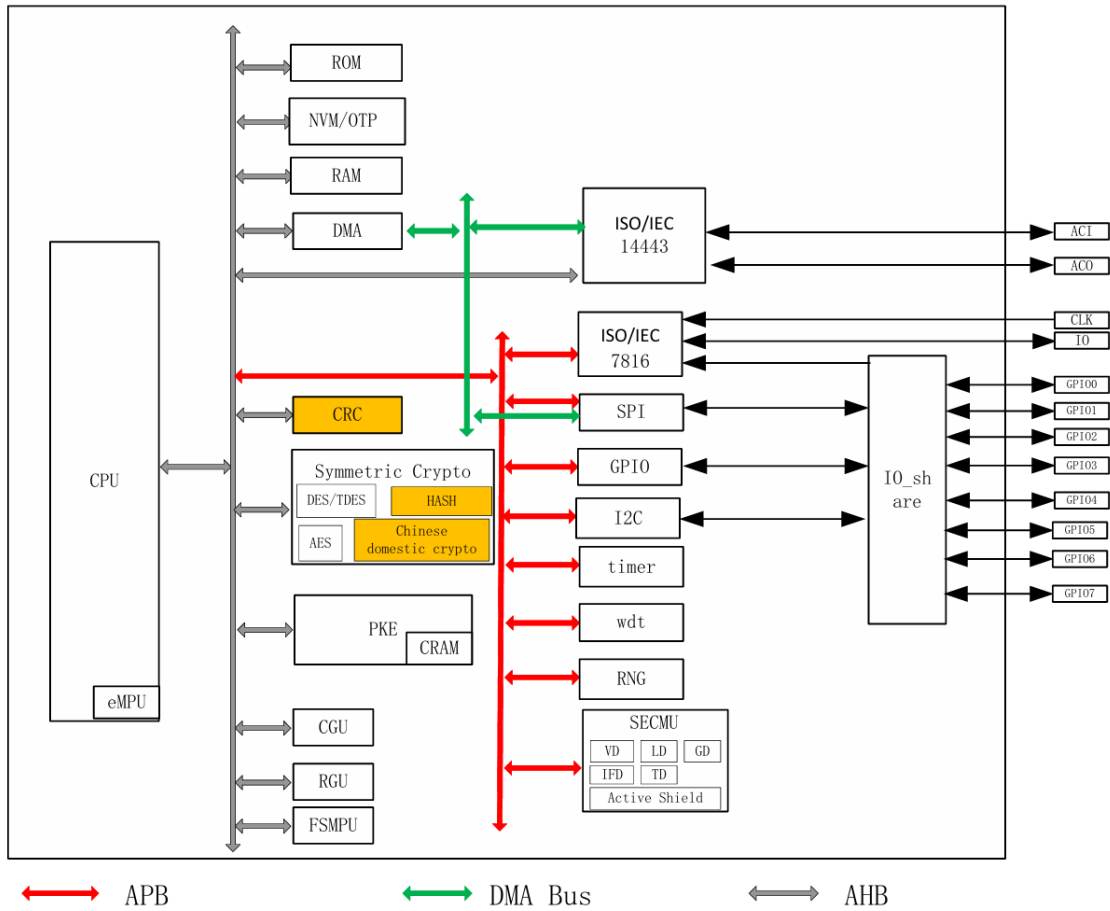 ROM
NVM/OTP
RAM
DMA
ISO/IEC
14443
ACI
ACO
ISO/IEC
7816
CLK
IO
CRC
SPI
GPIO
I2C
timer
wdt
RNG
IO_sh
are
GPIO0
GPIO1
GPIO2
GPIO3
GPIO4
GPIO5
GPIO6
GPIO7
CPU
eMPU
Symmetric Crypto
DES/TDES
HASH
AES
Chinese
domestic crypto
PKE
CRAM
CGU
RGU
FSMPU
SECMU
VD
LD
GD
IFD
TD
Active Shield
APB
DMA Bus
AHB